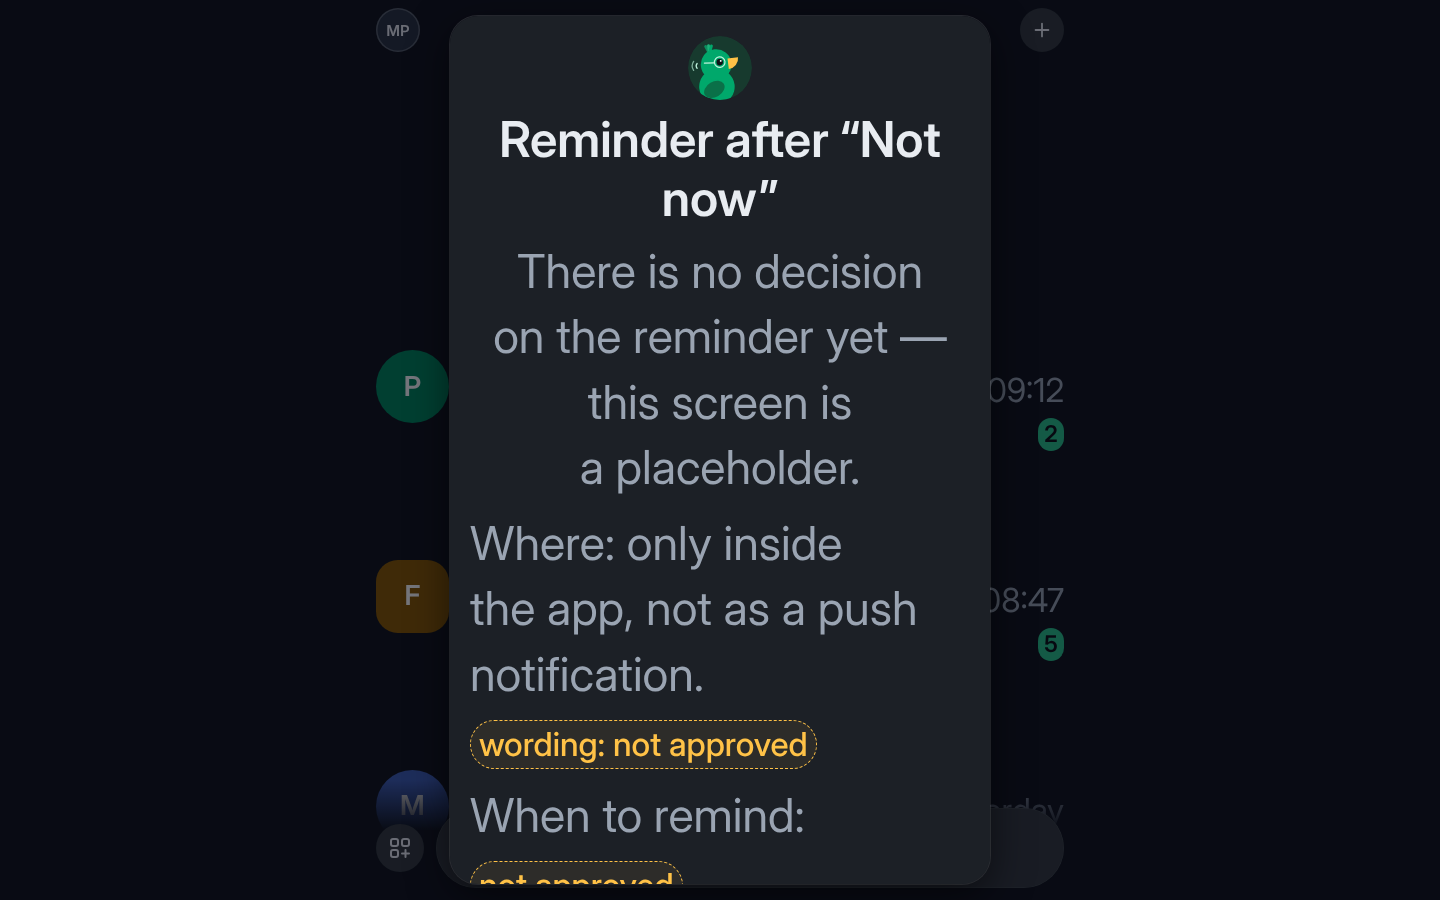 MP
Reminder after “Not
now”
There is no decision
on the reminder yet —
this screen is
a placeholder.
P
09:12
2
Where: only inside
the app, not as a push
notification.
F
08:47
5
wording: not approved
When to remind:
M
not approved